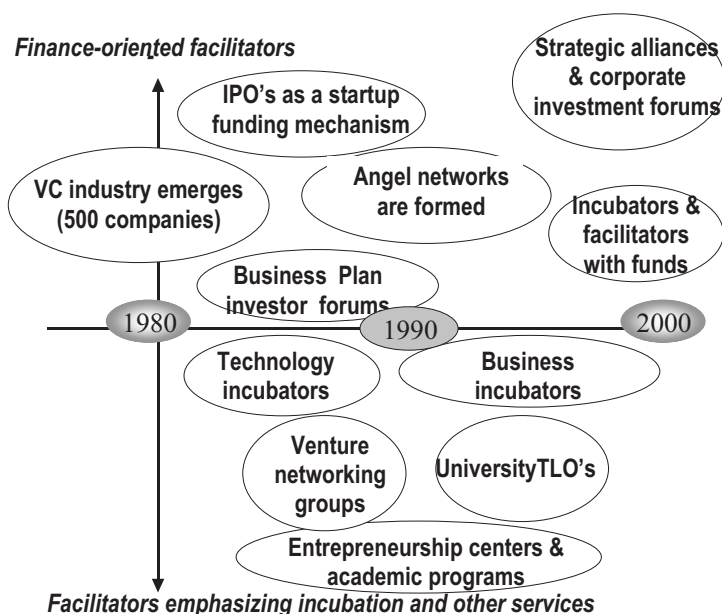 Finance-oriented facilitators
Strategic alliances
& corporate
investment forums
IPO's as a startup
funding mechanism
VC industry emerges
(500 companies)
Angel networks
are formed
Incubators &
facilitators
with funds
Business Plan
investor forums
1980
1990
2000
Technology
incubators
Business
incubators
Venture
networking
groups
UniversityTLO's
Entrepreneurship centers &
academic programs
Facilitators emphasizing incubation and other services